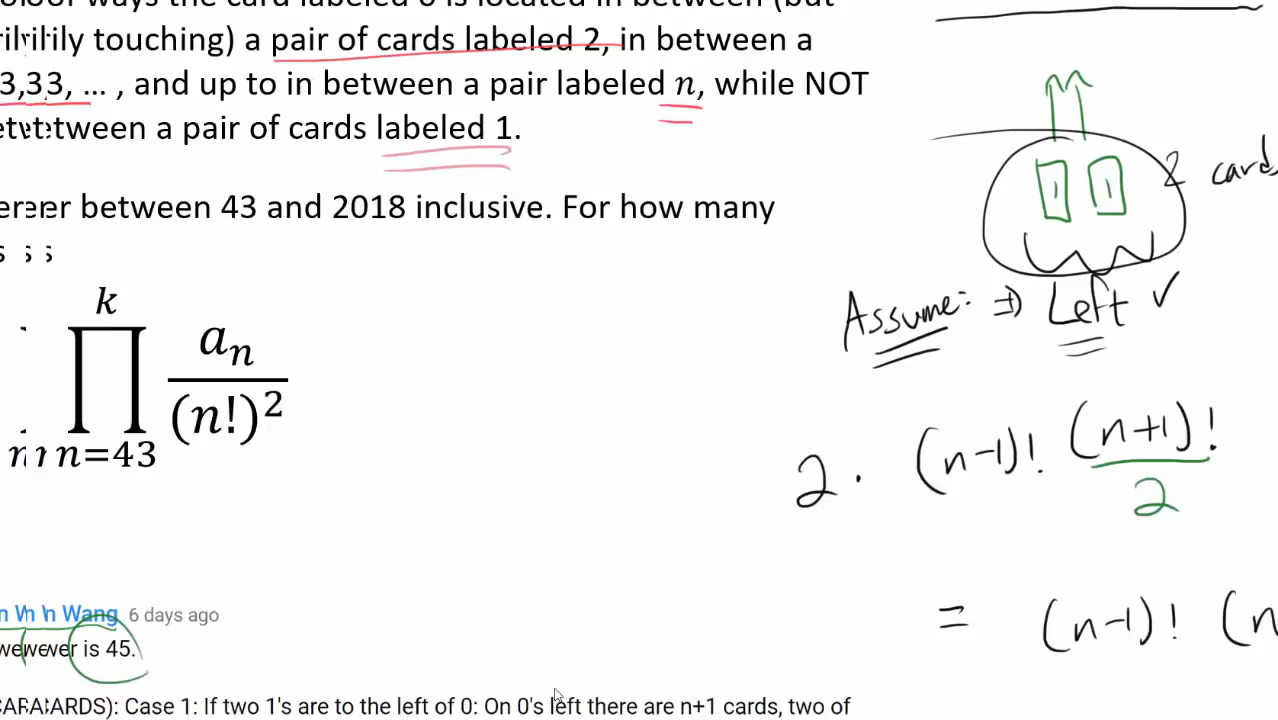 of ways the card labeled 0 is located in between (but
touching) a pair of cards labeled 2, in between a
3, … , and up to in between a pair labeled n, while NOT
between a pair of cards labeled 1.
between 43 and 2018 inclusive. For how many
k
∏ aₙ/(n!)²
n=43
2 cards
Assume: ⇒ Left ✓
2 · (n-1)! (n+1)!/2
= (n-1)! (n
Wang 6 days ago
is 45.
CARDS): Case 1: If two 1's are to the left of 0: On 0's left there are n+1 cards, two of